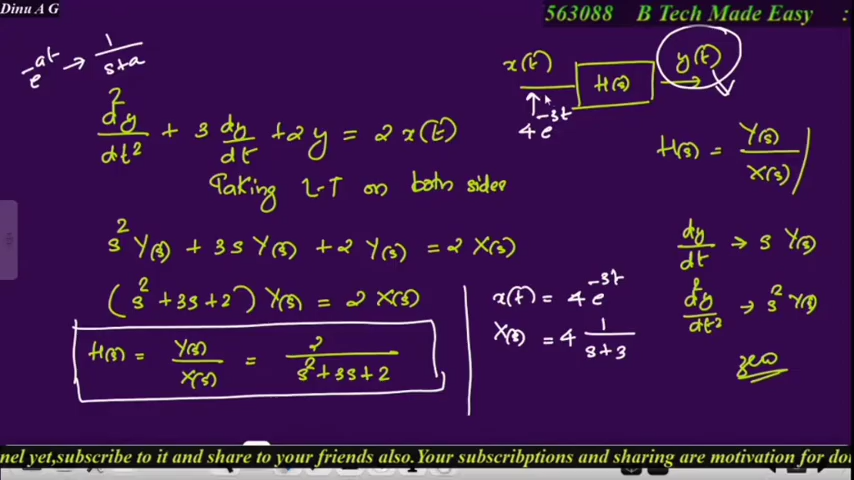 Dinu A G
563088 B Tech Made Easy :
e^-at → 1/(s+a)
x(t) H(s) y(t)
4e^-3t
d²y/dt² + 3 dy/dt + 2y = 2x(t)
H(s) = Y(s)/X(s)
Taking L-T on both sides
s² Y(s) + 3s Y(s) + 2 Y(s) = 2 X(s)
dy/dt → s Y(s)
(s² + 3s + 2) Y(s) = 2 X(s)
x(t) = 4e^-3t
d²y/dt² → s² Y(s)
H(s) = Y(s)/X(s) = 2/(s² + 3s + 2)
X(s) = 4 1/(s+3)
zero
nel yet,subscribe to it and share to your friends also.Your subscribptions and sharing are motivation for doi